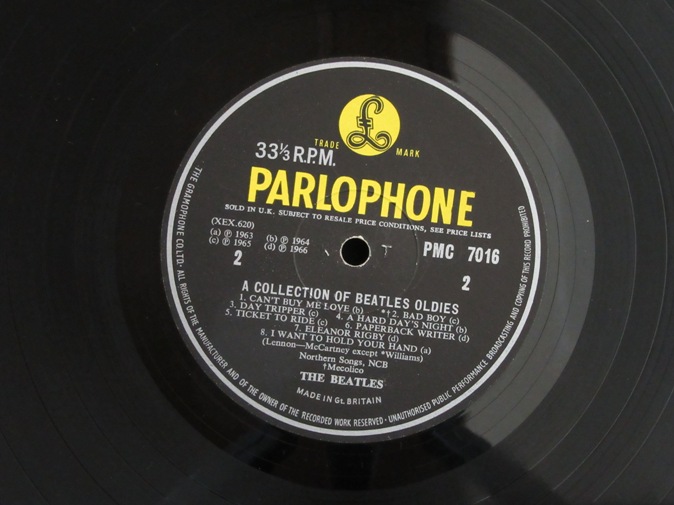 £
TRADE MARK
33⅓ R.P.M.
PARLOPHONE
SOLD IN U.K. SUBJECT TO RESALE PRICE CONDITIONS, SEE PRICE LISTS
(XEX.620)
(a) ℗ 1963 (b) ℗ 1964
(c) ℗ 1965 (d) ℗ 1966
2
PMC 7016
2
A COLLECTION OF BEATLES OLDIES
1. CAN'T BUY ME LOVE (b) *†2. BAD BOY (c)
3. DAY TRIPPER (c) 4. A HARD DAY'S NIGHT (b)
5. TICKET TO RIDE (c) 6. PAPERBACK WRITER (d)
7. ELEANOR RIGBY (d)
8. I WANT TO HOLD YOUR HAND (a)
(Lennon—McCartney except *Williams)
Northern Songs, NCB
†Mecolico
THE BEATLES
MADE IN Gt. BRITAIN
THE GRAMOPHONE CO. LTD. ALL RIGHTS OF THE MANUFACTURER AND OF THE OWNER OF THE RECORDED WORK RESERVED · UNAUTHORISED PUBLIC PERFORMANCE BROADCASTING AND COPYING OF THIS RECORD PROHIBITED